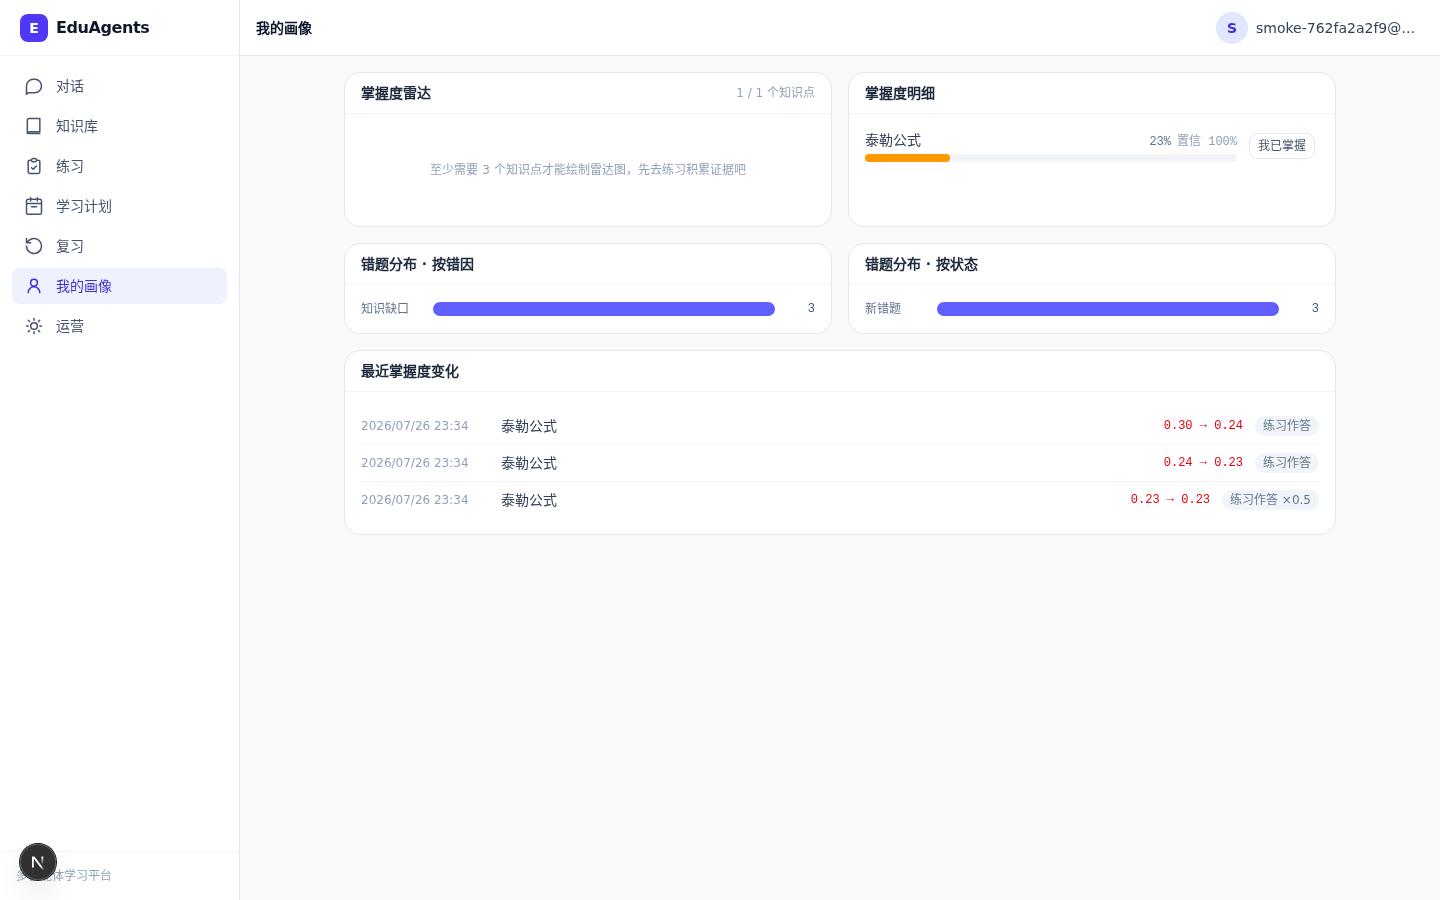 E EduAgents
对话
知识库
练习
学习计划
复习
我的画像
运营
体学习平台
我的画像
S smoke-762fa2a2f9@...
掌握度雷达 1 / 1 个知识点
至少需要 3 个知识点才能绘制雷达图，先去练习积累证据吧
掌握度明细
泰勒公式 23% 置信 100% 我已掌握
错题分布 · 按错因
知识缺口 3
错题分布 · 按状态
新错题 3
最近掌握度变化
2026/07/26 23:34 泰勒公式 0.30 → 0.24 练习作答
2026/07/26 23:34 泰勒公式 0.24 → 0.23 练习作答
2026/07/26 23:34 泰勒公式 0.23 → 0.23 练习作答 ×0.5